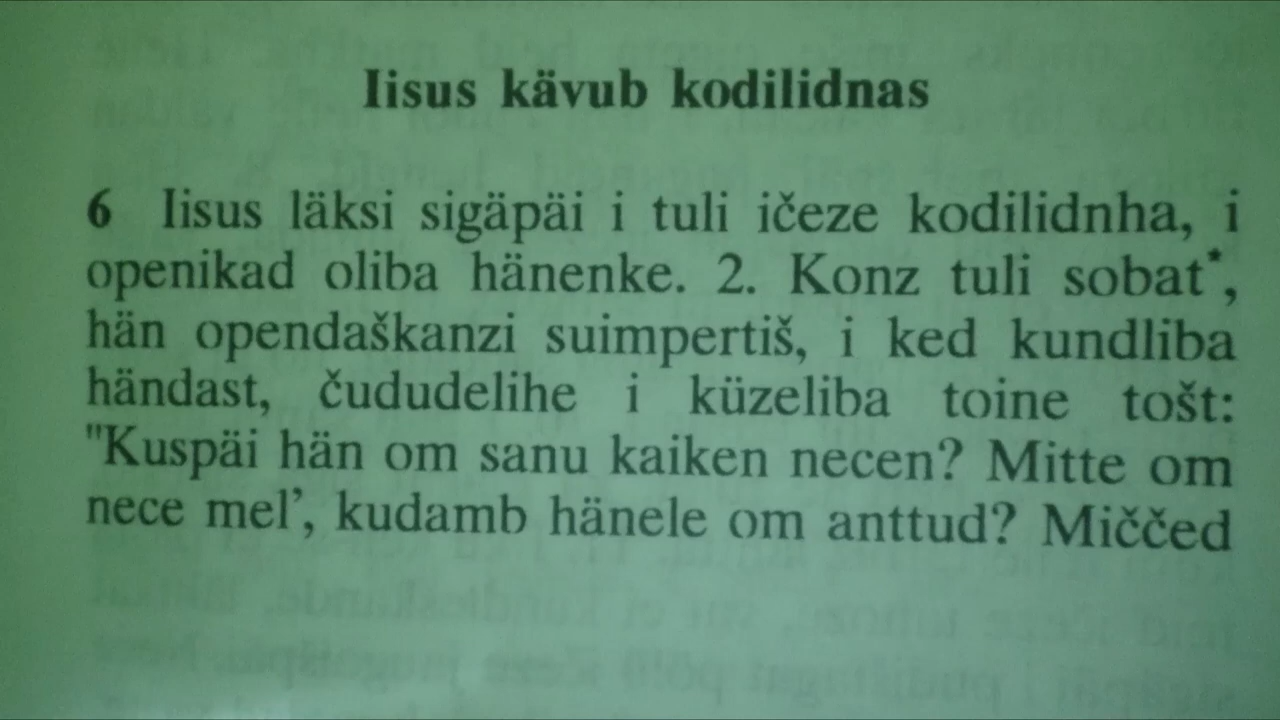 Iisus kävub kodilidnas
6 Iisus läksi sigäpäi i tuli ičeze kodilidnha, i
openikad oliba hänenke. 2. Konz tuli sobat*,
hän opendaškanzi suimpertiš, i ked kundliba
händast, čududelihe i küzeliba toine tošt:
"Kuspäi hän om sanu kaiken necen? Mitte om
nece mel’, kudamb hänele om anttud? Miččed